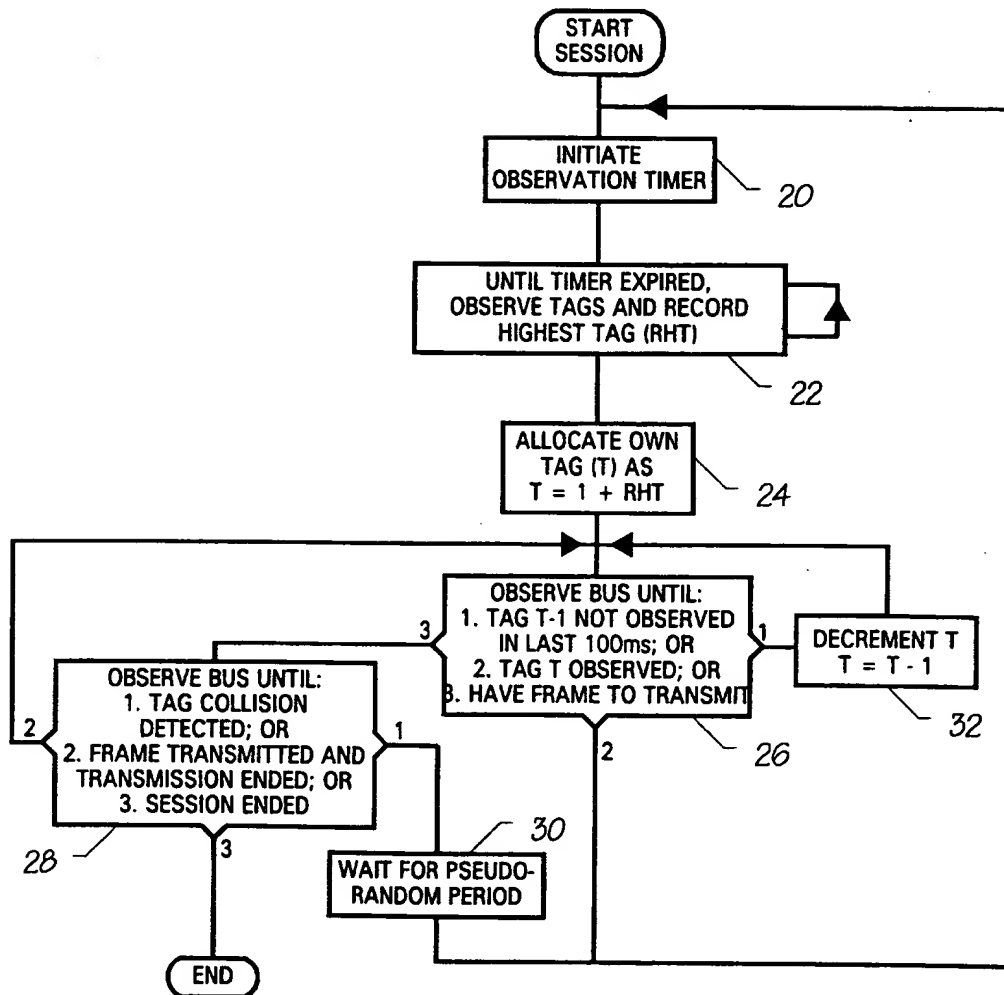 START
SESSION
INITIATE
OBSERVATION TIMER
20
UNTIL TIMER EXPIRED,
OBSERVE TAGS AND RECORD
HIGHEST TAG (RHT)
22
ALLOCATE OWN
TAG (T) AS
T = 1 + RHT
24
OBSERVE BUS UNTIL:
1. TAG T-1 NOT OBSERVED
IN LAST 100ms; OR
2. TAG T OBSERVED; OR
3. HAVE FRAME TO TRANSMIT
3
1
2
26
DECREMENT T
T = T - 1
32
OBSERVE BUS UNTIL:
1. TAG COLLISION
DETECTED; OR
2. FRAME TRANSMITTED AND
TRANSMISSION ENDED; OR
3. SESSION ENDED
2
1
3
28
30
WAIT FOR PSEUDO-
RANDOM PERIOD
END